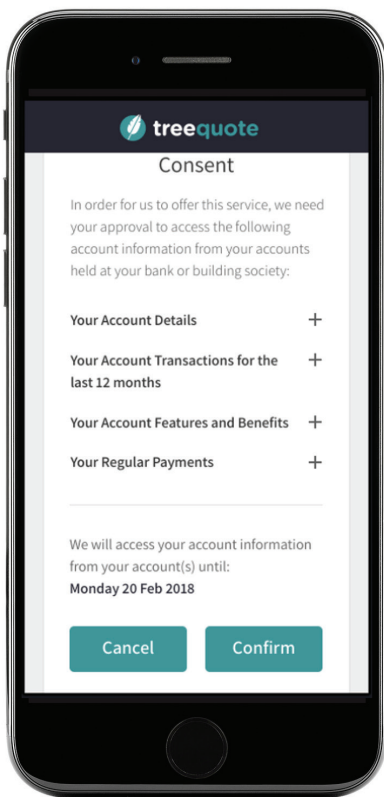 treequote
Consent
In order for us to offer this service, we need
your approval to access the following
account information from your accounts
held at your bank or building society:
Your Account Details +
Your Account Transactions for the +
last 12 months
Your Account Features and Benefits +
Your Regular Payments +
We will access your account information
from your account(s) until:
Monday 20 Feb 2018
Cancel Confirm